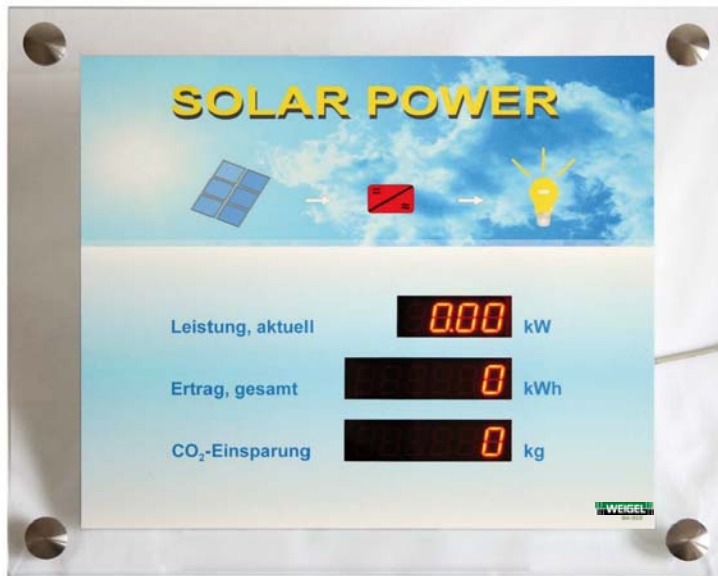 SOLAR POWER
Leistung, aktuell 0.00 kW
Ertrag, gesamt 0 kWh
CO₂-Einsparung 0 kg
WEIGEL